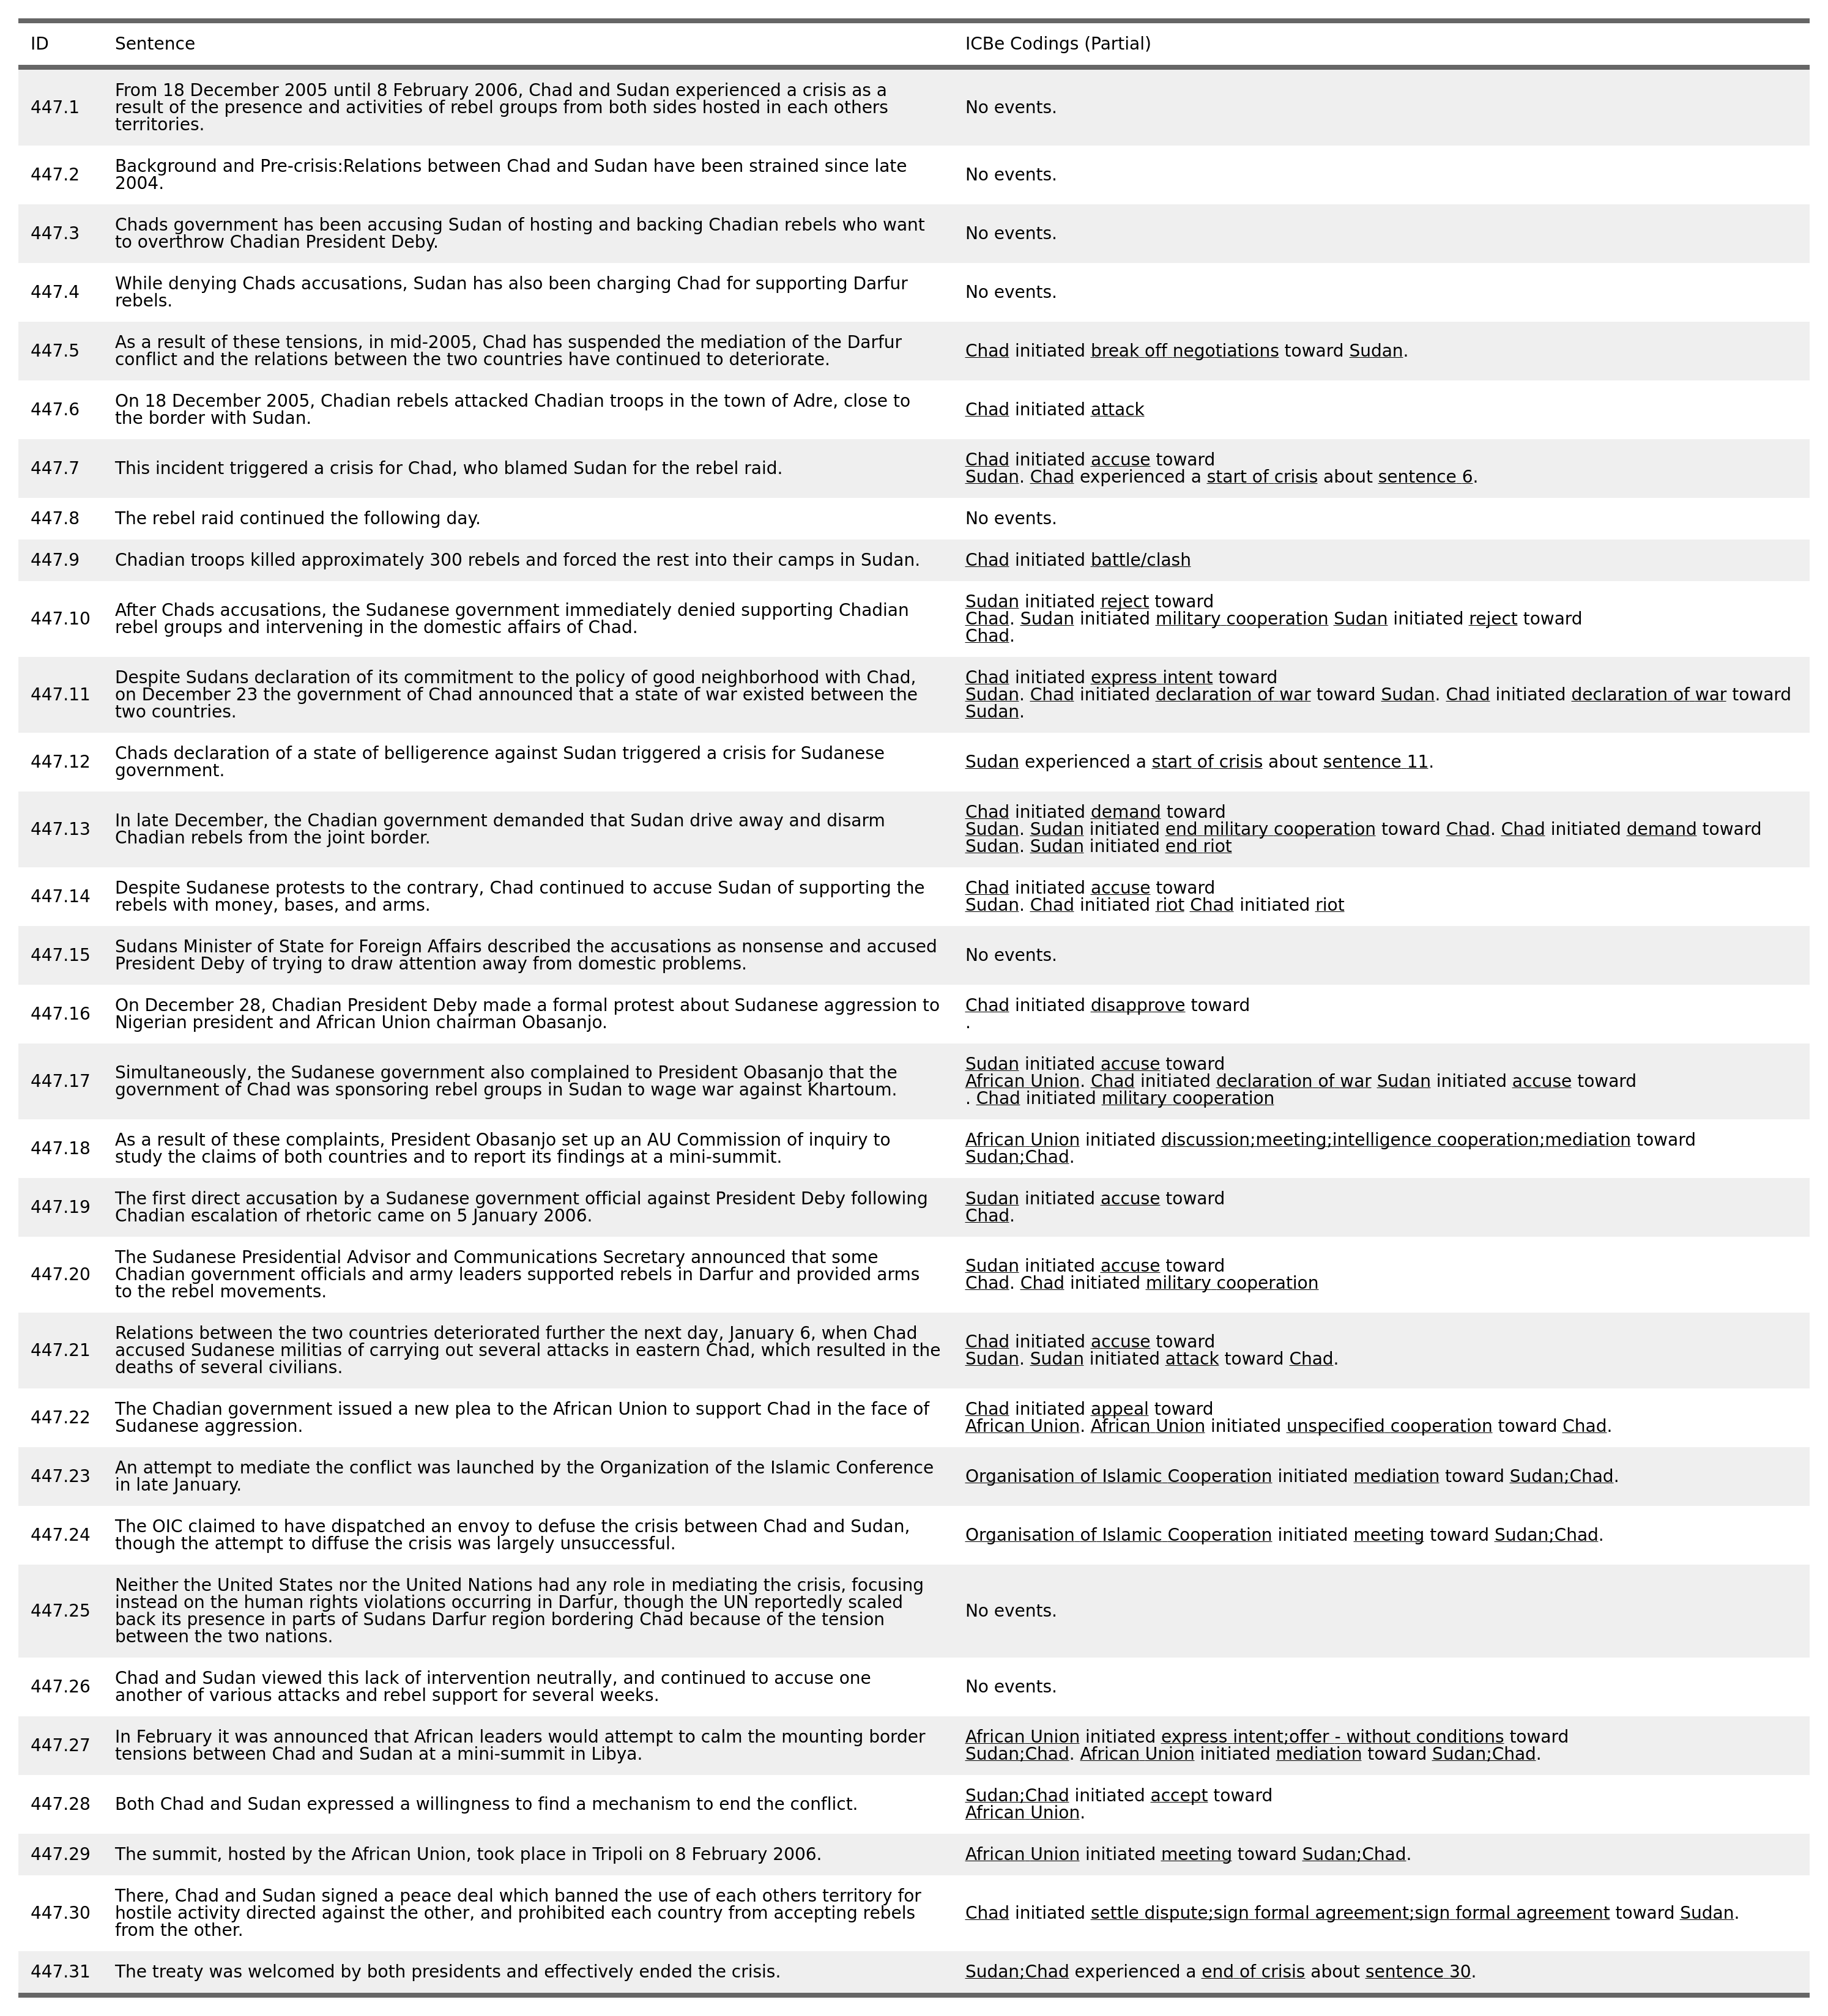 ID Sentence ICBe Codings (Partial)
447.1 From 18 December 2005 until 8 February 2006, Chad and Sudan experienced a crisis as a
result of the presence and activities of rebel groups from both sides hosted in each others
territories.
No events.
447.2 Background and Pre-crisis:Relations between Chad and Sudan have been strained since late
2004.
No events.
447.3 Chads government has been accusing Sudan of hosting and backing Chadian rebels who want
to overthrow Chadian President Deby.
No events.
447.4 While denying Chads accusations, Sudan has also been charging Chad for supporting Darfur
rebels.
No events.
447.5 As a result of these tensions, in mid-2005, Chad has suspended the mediation of the Darfur
conflict and the relations between the two countries have continued to deteriorate.
Chad initiated break off negotiations toward Sudan.
447.6 On 18 December 2005, Chadian rebels attacked Chadian troops in the town of Adre, close to
the border with Sudan.
Chad initiated attack
447.7 This incident triggered a crisis for Chad, who blamed Sudan for the rebel raid.
Chad initiated accuse toward
Sudan. Chad experienced a start of crisis about sentence 6.
447.8 The rebel raid continued the following day.
No events.
447.9 Chadian troops killed approximately 300 rebels and forced the rest into their camps in Sudan.
Chad initiated battle/clash
447.10 After Chads accusations, the Sudanese government immediately denied supporting Chadian
rebel groups and intervening in the domestic affairs of Chad.
Sudan initiated reject toward
Chad. Sudan initiated military cooperation Sudan initiated reject toward
Chad.
447.11 Despite Sudans declaration of its commitment to the policy of good neighborhood with Chad,
on December 23 the government of Chad announced that a state of war existed between the
two countries.
Chad initiated express intent toward
Sudan. Chad initiated declaration of war toward Sudan. Chad initiated declaration of war toward
Sudan.
447.12 Chads declaration of a state of belligerence against Sudan triggered a crisis for Sudanese
government.
Sudan experienced a start of crisis about sentence 11.
447.13 In late December, the Chadian government demanded that Sudan drive away and disarm
Chadian rebels from the joint border.
Chad initiated demand toward
Sudan. Sudan initiated end military cooperation toward Chad. Chad initiated demand toward
Sudan. Sudan initiated end riot
447.14 Despite Sudanese protests to the contrary, Chad continued to accuse Sudan of supporting the
rebels with money, bases, and arms.
Chad initiated accuse toward
Sudan. Chad initiated riot Chad initiated riot
447.15 Sudans Minister of State for Foreign Affairs described the accusations as nonsense and accused
President Deby of trying to draw attention away from domestic problems.
No events.
447.16 On December 28, Chadian President Deby made a formal protest about Sudanese aggression to
Nigerian president and African Union chairman Obasanjo.
Chad initiated disapprove toward
.
447.17 Simultaneously, the Sudanese government also complained to President Obasanjo that the
government of Chad was sponsoring rebel groups in Sudan to wage war against Khartoum.
Sudan initiated accuse toward
African Union. Chad initiated declaration of war Sudan initiated accuse toward
. Chad initiated military cooperation
447.18 As a result of these complaints, President Obasanjo set up an AU Commission of inquiry to
study the claims of both countries and to report its findings at a mini-summit.
African Union initiated discussion;meeting;intelligence cooperation;mediation toward
Sudan;Chad.
447.19 The first direct accusation by a Sudanese government official against President Deby following
Chadian escalation of rhetoric came on 5 January 2006.
Sudan initiated accuse toward
Chad.
447.20 The Sudanese Presidential Advisor and Communications Secretary announced that some
Chadian government officials and army leaders supported rebels in Darfur and provided arms
to the rebel movements.
Sudan initiated accuse toward
Chad. Chad initiated military cooperation
447.21 Relations between the two countries deteriorated further the next day, January 6, when Chad
accused Sudanese militias of carrying out several attacks in eastern Chad, which resulted in the
deaths of several civilians.
Chad initiated accuse toward
Sudan. Sudan initiated attack toward Chad.
447.22 The Chadian government issued a new plea to the African Union to support Chad in the face of
Sudanese aggression.
Chad initiated appeal toward
African Union. African Union initiated unspecified cooperation toward Chad.
447.23 An attempt to mediate the conflict was launched by the Organization of the Islamic Conference
in late January.
Organisation of Islamic Cooperation initiated mediation toward Sudan;Chad.
447.24 The OIC claimed to have dispatched an envoy to defuse the crisis between Chad and Sudan,
though the attempt to diffuse the crisis was largely unsuccessful.
Organisation of Islamic Cooperation initiated meeting toward Sudan;Chad.
447.25 Neither the United States nor the United Nations had any role in mediating the crisis, focusing
instead on the human rights violations occurring in Darfur, though the UN reportedly scaled
back its presence in parts of Sudans Darfur region bordering Chad because of the tension
between the two nations.
No events.
447.26 Chad and Sudan viewed this lack of intervention neutrally, and continued to accuse one
another of various attacks and rebel support for several weeks.
No events.
447.27 In February it was announced that African leaders would attempt to calm the mounting border
tensions between Chad and Sudan at a mini-summit in Libya.
African Union initiated express intent;offer - without conditions toward
Sudan;Chad. African Union initiated mediation toward Sudan;Chad.
447.28 Both Chad and Sudan expressed a willingness to find a mechanism to end the conflict.
Sudan;Chad initiated accept toward
African Union.
447.29 The summit, hosted by the African Union, took place in Tripoli on 8 February 2006.
African Union initiated meeting toward Sudan;Chad.
447.30 There, Chad and Sudan signed a peace deal which banned the use of each others territory for
hostile activity directed against the other, and prohibited each country from accepting rebels
from the other.
Chad initiated settle dispute;sign formal agreement;sign formal agreement toward Sudan.
447.31 The treaty was welcomed by both presidents and effectively ended the crisis.
Sudan;Chad experienced a end of crisis about sentence 30.